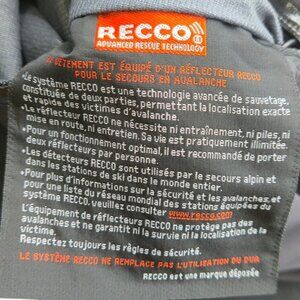 RECCO®
ADVANCED RESCUE TECHNOLOGY
VÊTEMENT EST ÉQUIPÉ D'UN RÉFLECTEUR RECCO
POUR LE SECOURS EN AVALANCHE
•Le système RECCO est une technologie avancée de sauvetage,
constituée de deux parties, permettant la localisation exacte
et rapide des victimes d'avalanche.
•Le réflecteur RECCO ne nécessite ni entraînement, ni piles, ni
mise en route, ni entretien. Sa vie est pratiquement illimitée.
•Pour un fonctionnement optimal, il est recommandé de porter
deux réflecteurs par personne.
•Les détecteurs RECCO sont utilisés par le secours alpin et
dans les stations de ski dans le monde entier.
•Pour plus d'informations sur la sécurité et les avalanches, et
pour une liste du réseau mondial des stations équipées du
système RECCO, veuillez consulter www.recco.com
L'équipement de réflecteurs RECCO ne protège pas des
avalanches et ne garantit ni la survie ni la localisation de la
victime.
Respectez toujours les règles de sécurité.
LE SYSTÈME RECCO NE REMPLACE PAS L'UTILISATION DU DVA
RECCO est une marque déposée